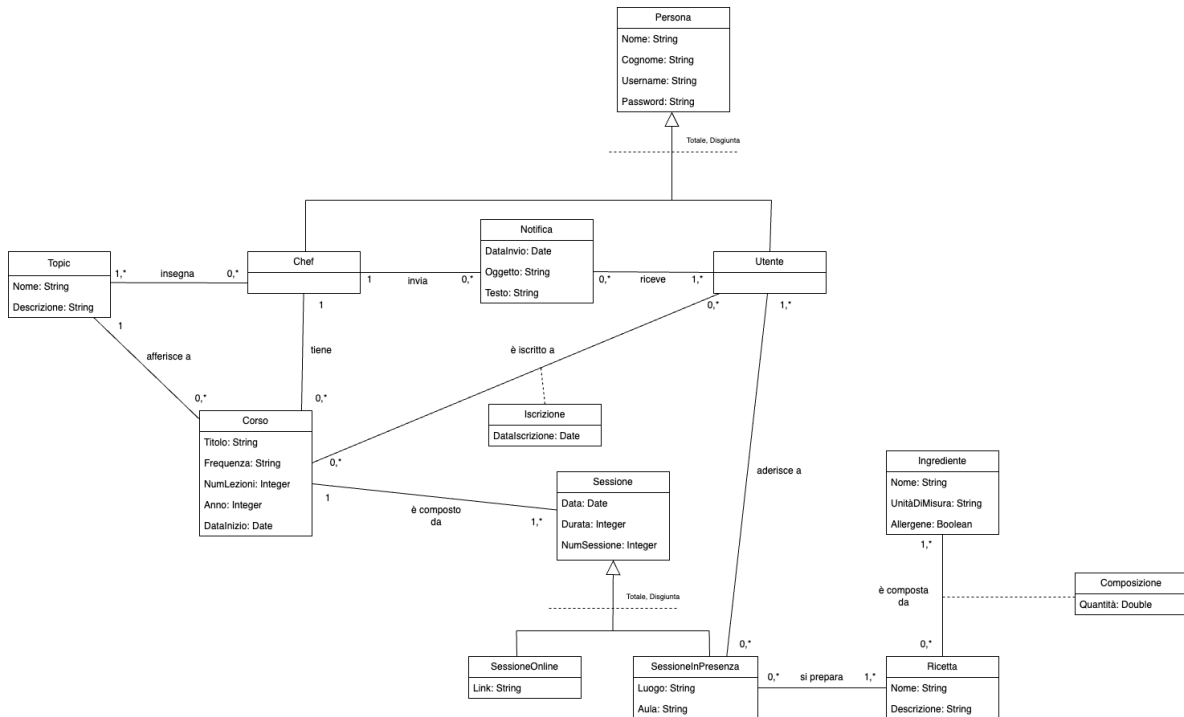 Persona
Nome: String
Cognome: String
Username: String
Password: String
Totale, Disgiunta
Topic
Nome: String
Descrizione: String
1,*
insegna
0,*
Chef
1
invia
0,*
Notifica
DataInvio: Date
Oggetto: String
Testo: String
0,*
riceve
1,*
Utente
1
afferisce a
0,*
1
tiene
0,*
0,*
è iscritto a
0,*
1,*
aderisce a
0,*
Iscrizione
DataIscrizione: Date
Corso
Titolo: String
Frequenza: String
NumLezioni: Integer
Anno: Integer
DataInizio: Date
1
è composto
da
1,*
Sessione
Data: Date
Durata: Integer
NumSessione: Integer
Totale, Disgiunta
Ingrediente
Nome: String
UnitàDiMisura: String
Allergene: Boolean
1,*
è composta
da
0,*
Composizione
Quantità: Double
SessioneOnline
Link: String
SessioneInPresenza
Luogo: String
Aula: String
0,*
si prepara
1,*
Ricetta
Nome: String
Descrizione: String